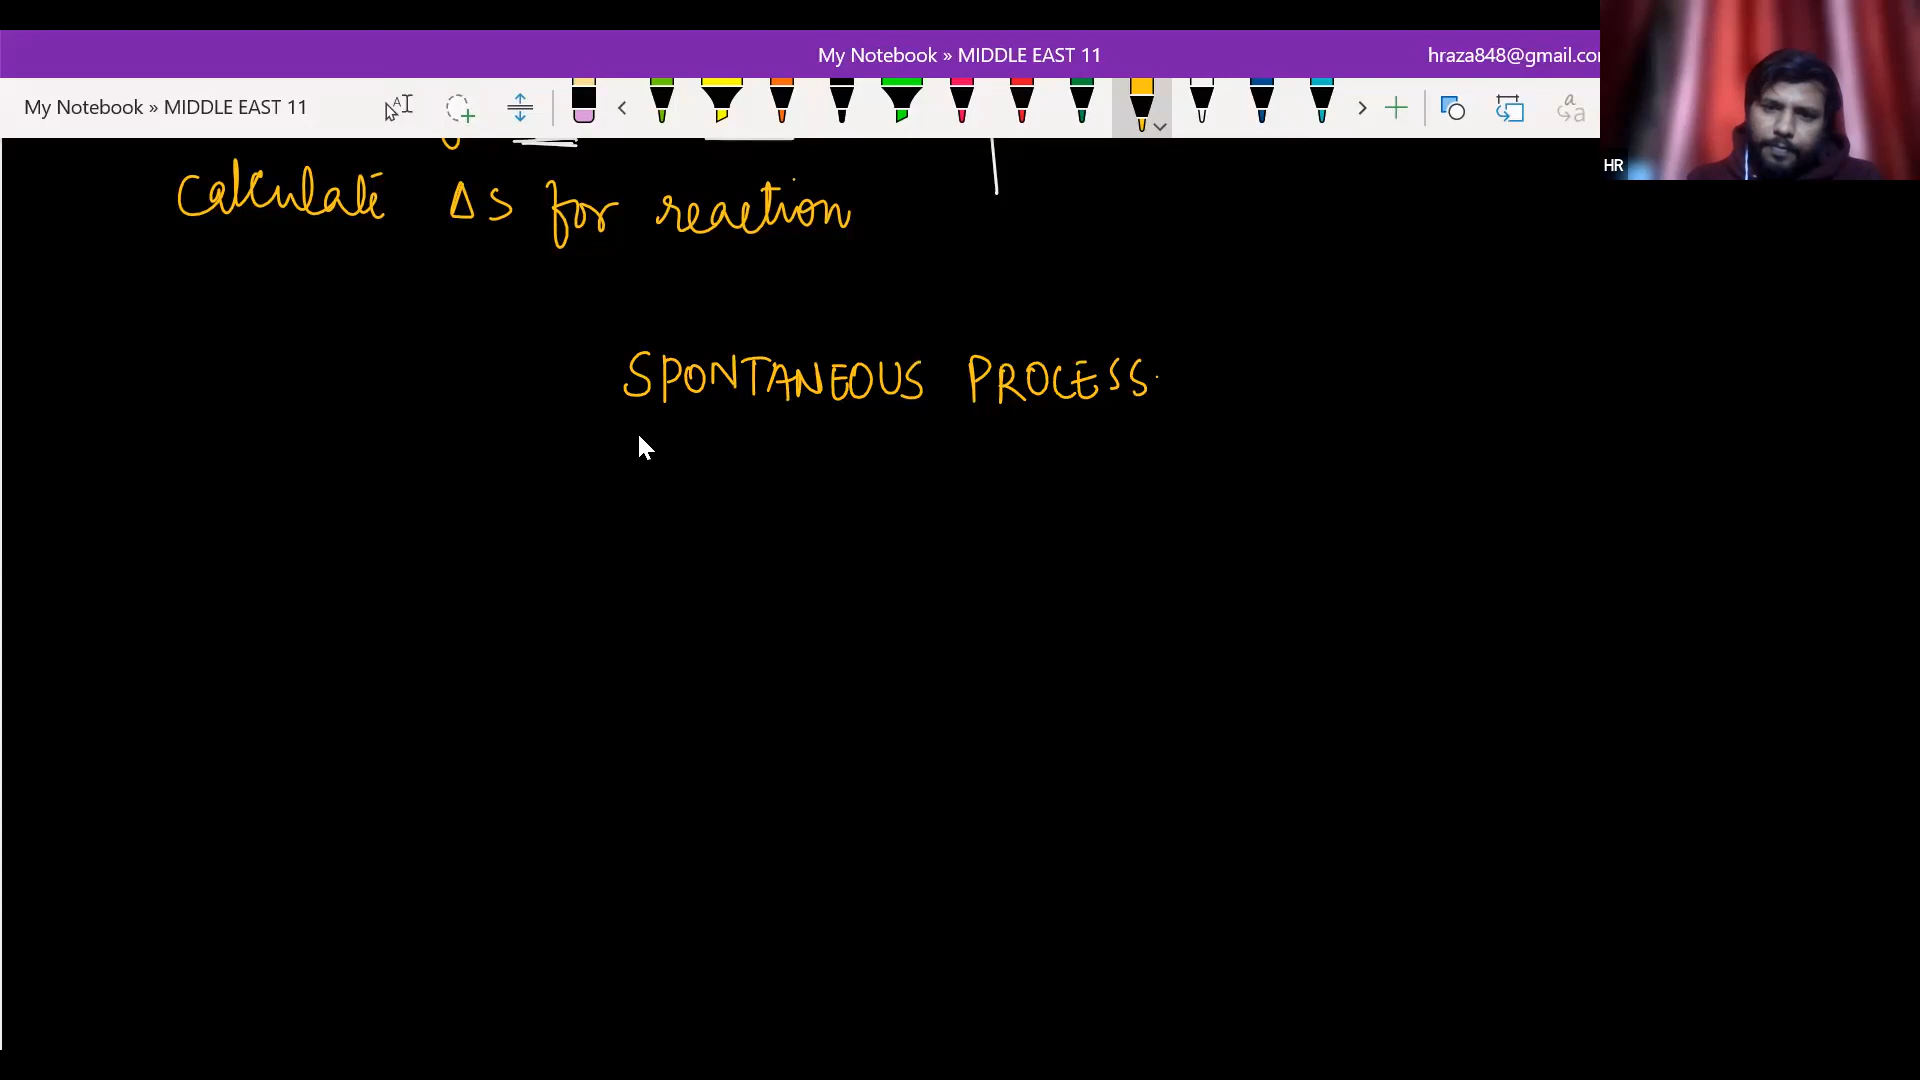 My Notebook » MIDDLE EAST 11
hraza848@gmail.co
My Notebook » MIDDLE EAST 11
HR
Calculate ΔS for reaction
SPONTANEOUS PROCESS.